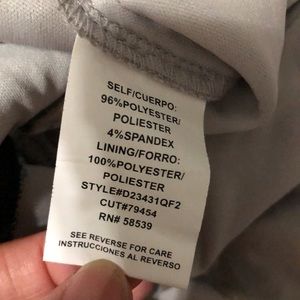 SELF/CUERPO:
96%POLYESTER/
POLIESTER
4%SPANDEX
LINING/FORRO:
100%POLYESTER/
POLIESTER
STYLE#D23431QF2
CUT#79454
RN# 58539
SEE REVERSE FOR CARE
INSTRUCCIONES AL REVERSO